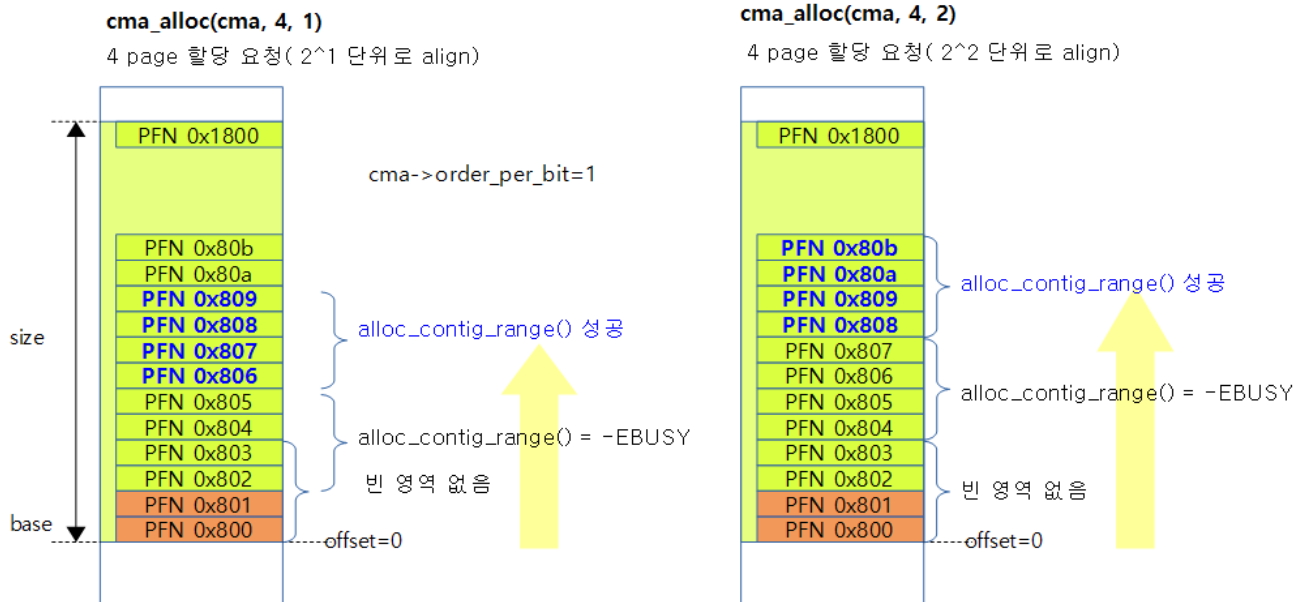 cma_alloc(cma, 4, 1)
4 page 할당 요청( 2^1 단위로 align)
PFN 0x1800
cma->order_per_bit=1
PFN 0x80b
PFN 0x80a
PFN 0x809
PFN 0x808
PFN 0x807
PFN 0x806
PFN 0x805
PFN 0x804
PFN 0x803
PFN 0x802
PFN 0x801
PFN 0x800
size
base
alloc_contig_range() 성공
alloc_contig_range() = -EBUSY
빈 영역 없음
offset=0
cma_alloc(cma, 4, 2)
4 page 할당 요청( 2^2 단위로 align)
PFN 0x1800
PFN 0x80b
PFN 0x80a
PFN 0x809
PFN 0x808
PFN 0x807
PFN 0x806
PFN 0x805
PFN 0x804
PFN 0x803
PFN 0x802
PFN 0x801
PFN 0x800
alloc_contig_range() 성공
alloc_contig_range() = -EBUSY
빈 영역 없음
offset=0